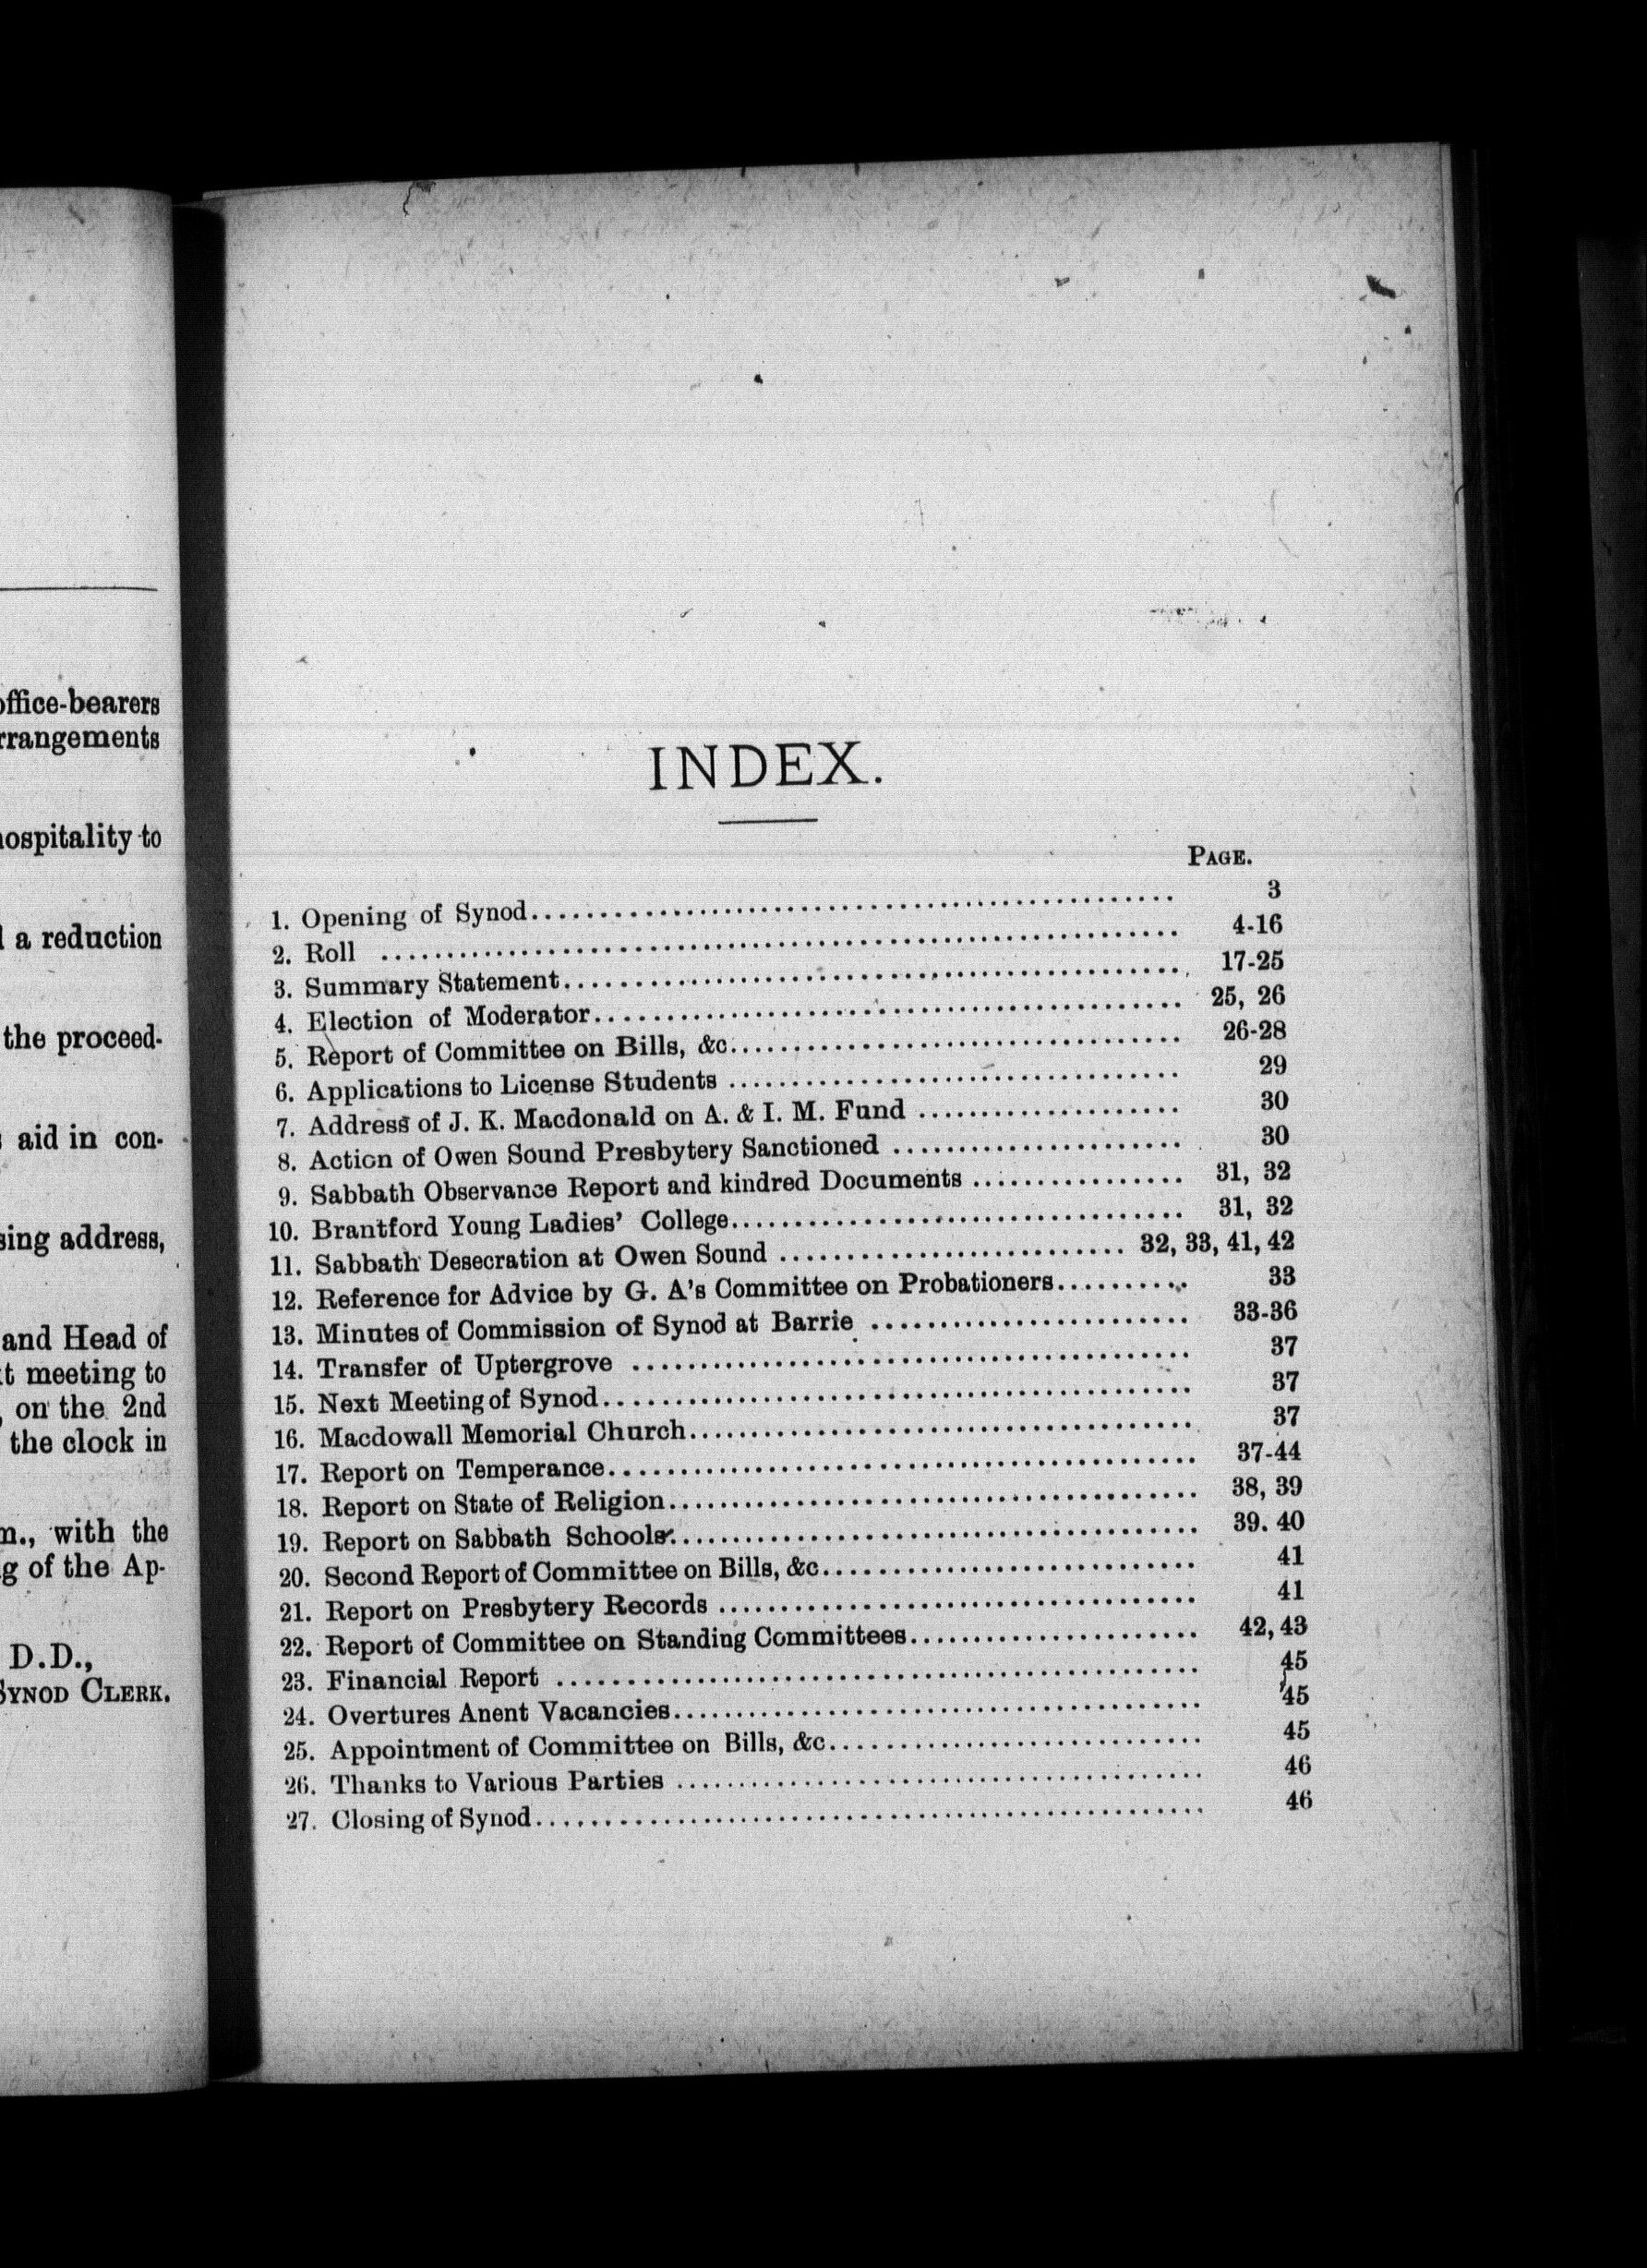 office-bearers
rrangements
hospitality to
a reduction
the proceed-
aid in con-
sing address,
and Head of
t meeting to
, on the 2nd
the clock in
m., with the
g of the Ap-
D.D.,
SYNOD CLERK.
INDEX.
PAGE.
1. Opening of Synod.................................................... 3
2. Roll .................................................... 4-16
3. Summary Statement.................................................... 17-25
4. Election of Moderator.................................................... 25, 26
5. Report of Committee on Bills, &c........................................ 26-28
6. Applications to License Students ........................................ 29
7. Address of J. K. Macdonald on A. & I. M. Fund .................... 30
8. Action of Owen Sound Presbytery Sanctioned ...................... 30
9. Sabbath Observance Report and kindred Documents ................ 31, 32
10. Brantford Young Ladies' College.................................... 31, 32
11. Sabbath Desecration at Owen Sound .......................... 32, 33, 41, 42
12. Reference for Advice by G. A's Committee on Probationers.......... 33
13. Minutes of Commission of Synod at Barrie ........................ 33-36
14. Transfer of Uptergrove .......................................... 37
15. Next Meeting of Synod............................................ 37
16. Macdowall Memorial Church........................................ 37
17. Report on Temperance............................................ 37-44
18. Report on State of Religion........................................ 38, 39
19. Report on Sabbath Schools........................................ 39. 40
20. Second Report of Committee on Bills, &c............................ 41
21. Report on Presbytery Records .................................... 41
22. Report of Committee on Standing Committees...................... 42, 43
23. Financial Report ................................................ 45
24. Overtures Anent Vacancies........................................ 45
25. Appointment of Committee on Bills, &c............................ 45
26. Thanks to Various Parties ........................................ 46
27. Closing of Synod.................................................. 46